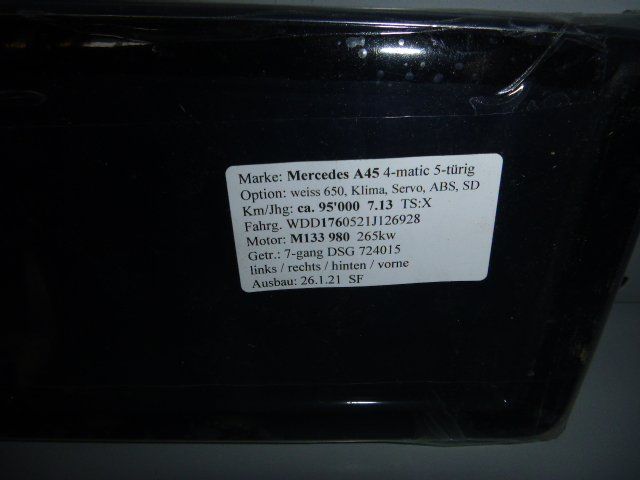 Marke: Mercedes A45 4-matic 5-türig
Option: weiss 650, Klima, Servo, ABS, SD
Km/Jhg: ca. 95'000 7.13 TS:X
Fahrg. WDD1760521J126928
Motor: M133 980 265kw
Getr.: 7-gang DSG 724015
links / rechts / hinten / vorne
Ausbau: 26.1.21 SF